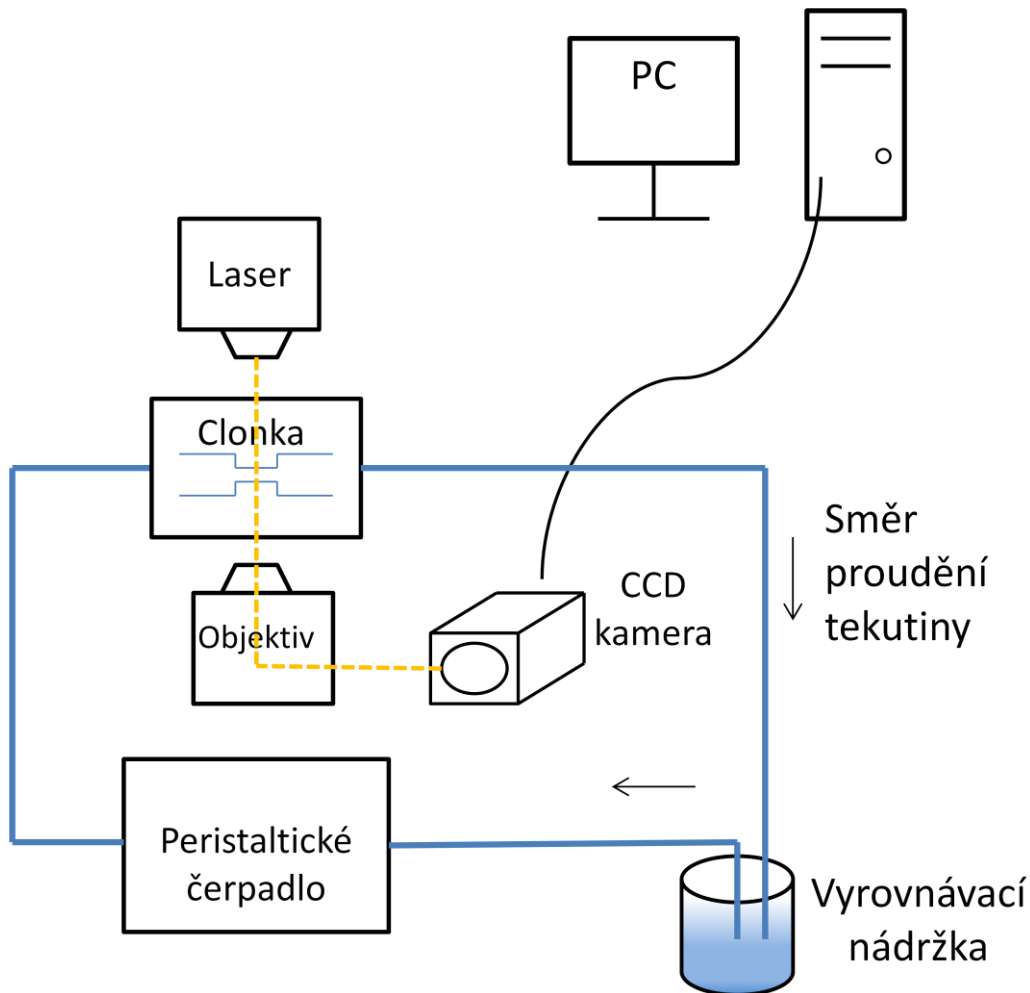 PC
Laser
Clonka
Směr
proudění
tekutiny
CCD
kamera
Objektiv
Peristaltické
čerpadlo
Vyrovnávací
nádržka